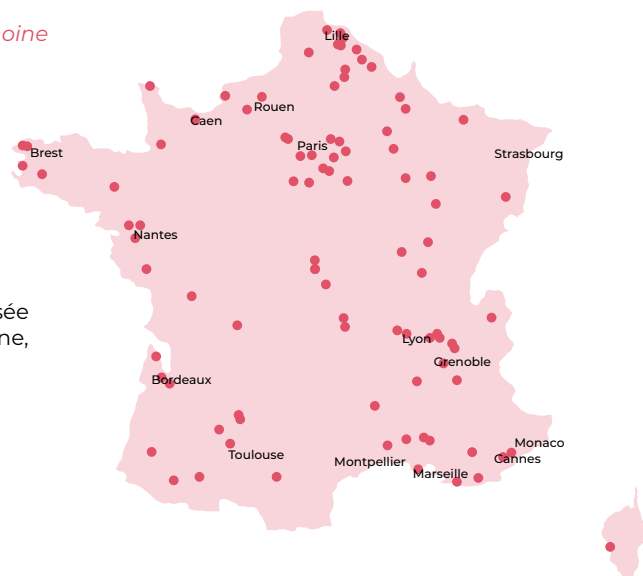 oine
Lille
Rouen
Caen
Paris
Brest
Strasbourg
Nantes
sée
ne,
Lyon
Grenoble
Bordeaux
Monaco
Toulouse
Cannes
Montpellier
Marseille